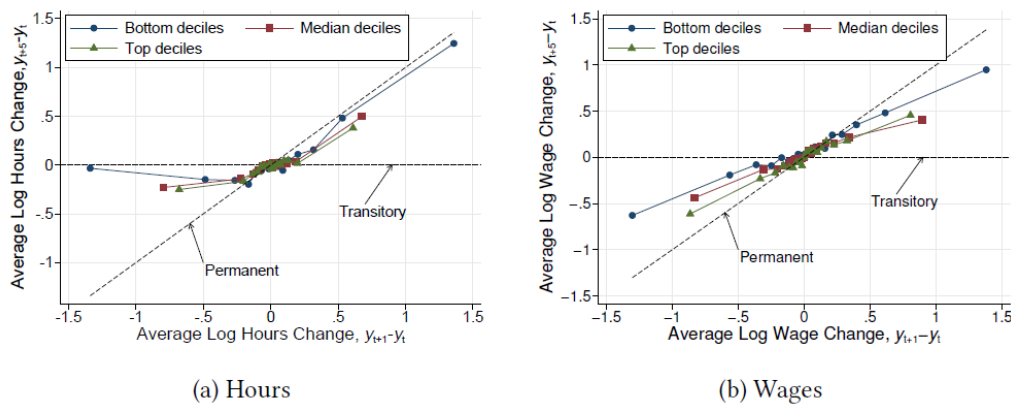 Bottom deciles Median deciles
Top deciles
Average Log Hours Change,yt+5-yt
1.5
1
.5
0
-.5
-1
Transitory
Permanent
-1.5 -1 -.5 0 .5 1 1.5
Average Log Hours Change, yt+1-yt
(a) Hours
Bottom deciles Median deciles
Top deciles
Average Log Wage Change, yt+5−yt
1.5
1
.5
0
−.5
−1
−1.5
Transitory
Permanent
−1.5 −1 −.5 0 .5 1 1.5
Average Log Wage Change, yt+1−yt
(b) Wages